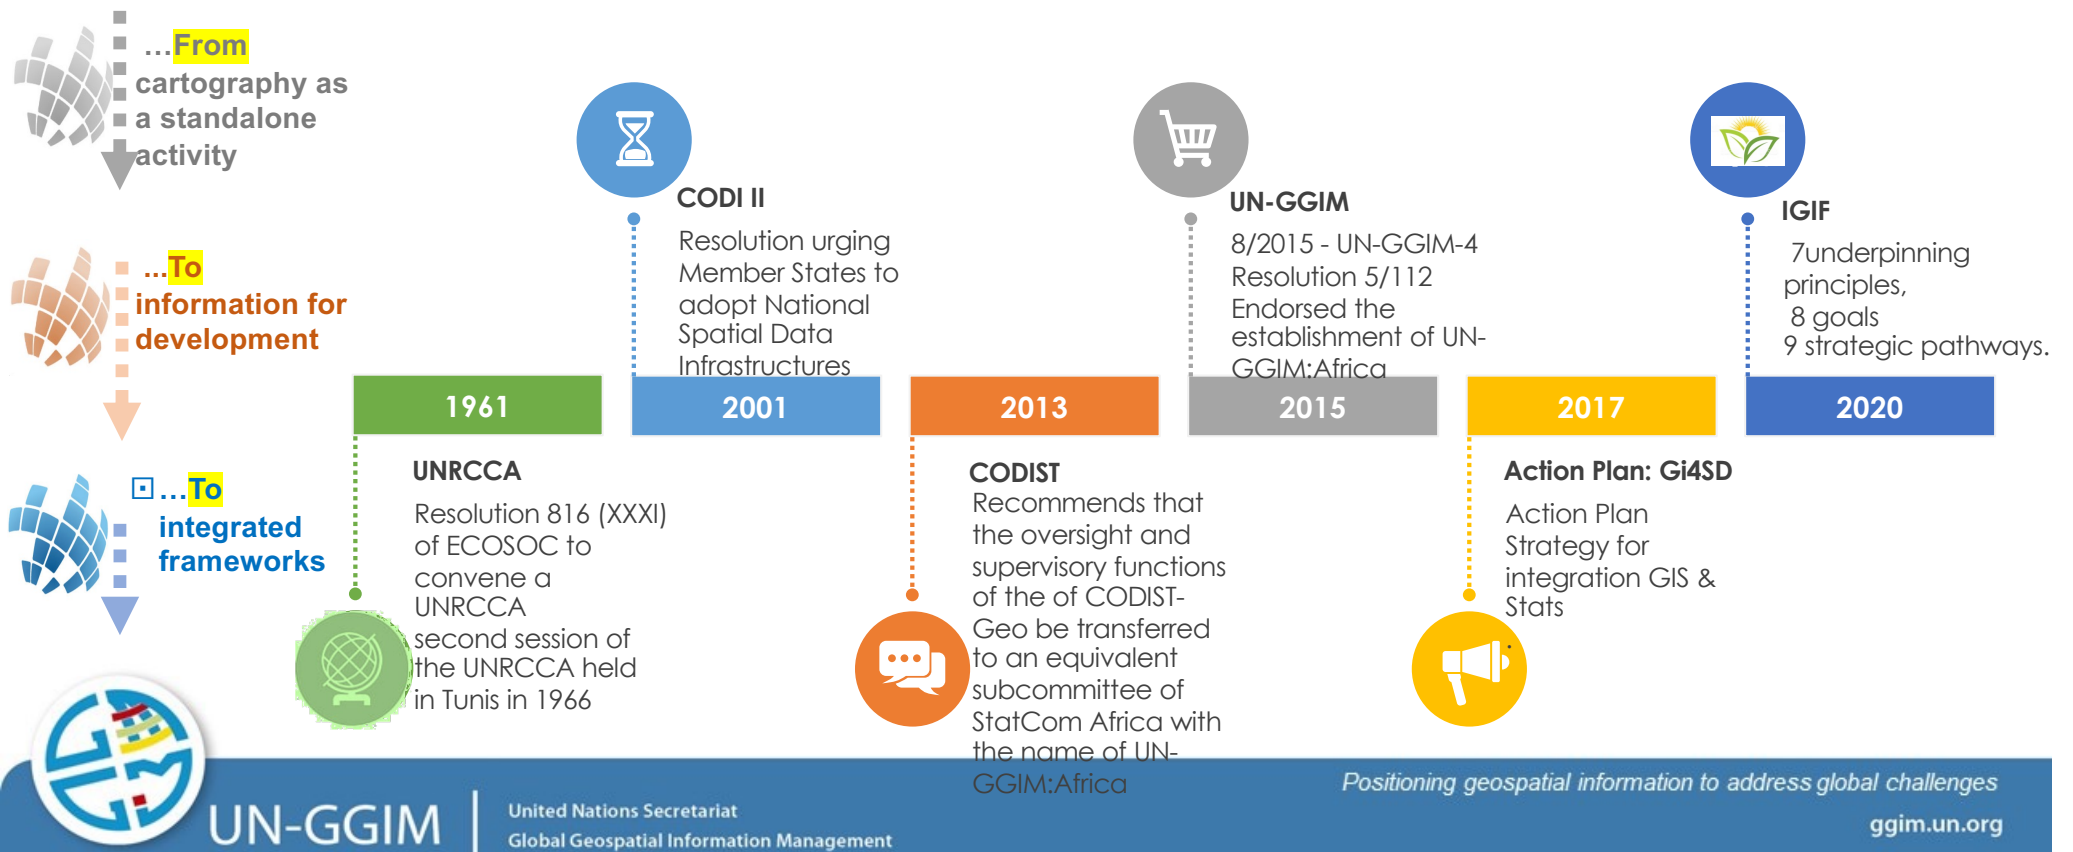 ...From
cartography as
a standalone
activity
...To
information for
development
...To
integrated
frameworks
CODI II
Resolution urging
Member States to
adopt National
Spatial Data
Infrastructures
UN-GGIM
8/2015 - UN-GGIM-4
Resolution 5/112
Endorsed the
establishment of UN-
GGIM:Africa
IGIF
7underpinning
principles,
8 goals
9 strategic pathways.
1961
2001
2013
2015
2017
2020
UNRCCA
Resolution 816 (XXXI)
of ECOSOC to
convene a
UNRCCA
second session of
the UNRCCA held
in Tunis in 1966
CODIST
Recommends that
the oversight and
supervisory functions
of the of CODIST-
Geo be transferred
to an equivalent
subcommittee of
StatCom Africa with
the name of UN-
GGIM:Africa
Action Plan: Gi4SD
Action Plan
Strategy for
integration GIS &
Stats
.
UN-GGIM
United Nations Secretariat
Global Geospatial Information Management
Positioning geospatial information to address global challenges
ggim.un.org